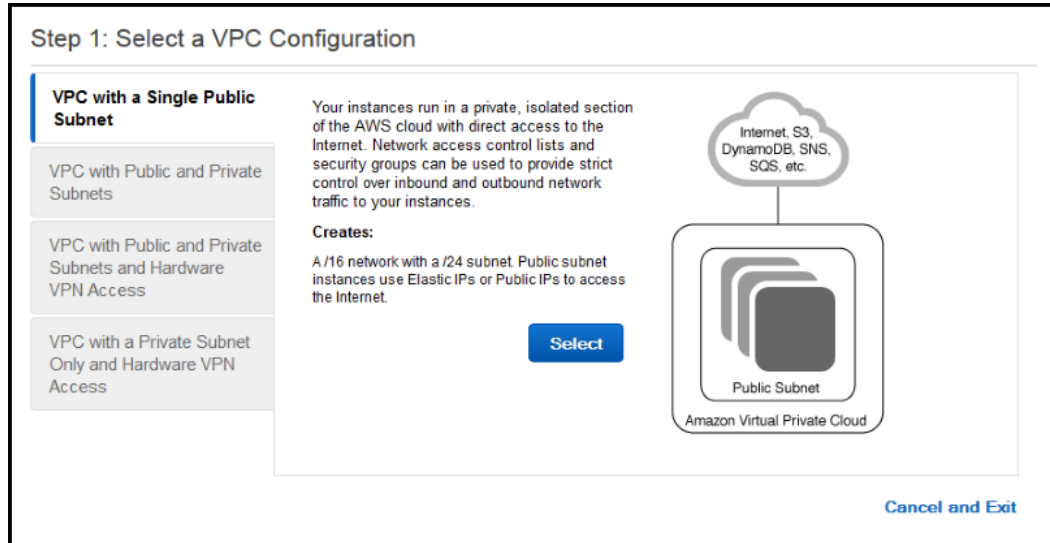 Step 1: Select a VPC Configuration
VPC with a Single Public
Subnet
VPC with Public and Private
Subnets
VPC with Public and Private
Subnets and Hardware
VPN Access
VPC with a Private Subnet
Only and Hardware VPN
Access
Your instances run in a private, isolated section
of the AWS cloud with direct access to the
Internet. Network access control lists and
security groups can be used to provide strict
control over inbound and outbound network
traffic to your instances.
Creates:
A /16 network with a /24 subnet. Public subnet
instances use Elastic IPs or Public IPs to access
the Internet.
Select
Internet, S3,
DynamoDB, SNS,
SQS, etc.
Public Subnet
Amazon Virtual Private Cloud
Cancel and Exit